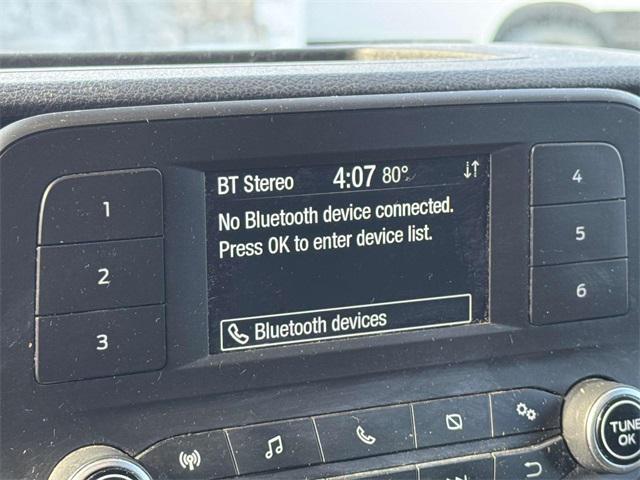 BT Stereo 4:07 80°
No Bluetooth device connected.
Press OK to enter device list.
Bluetooth devices
1
2
3
4
5
6
TUNE
OK